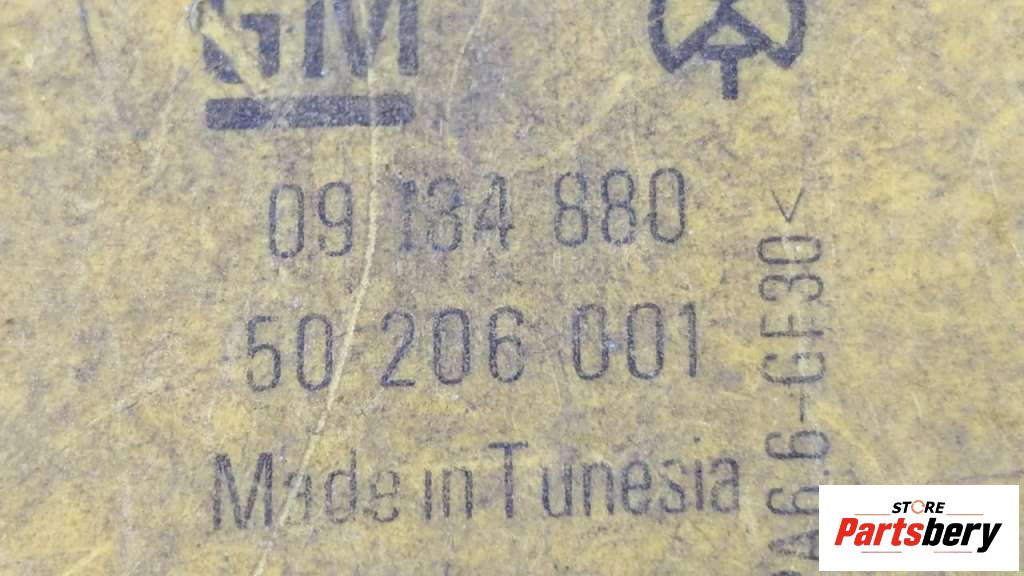 GM
09 134 880
50 206 001
Made in Tunesia
PA6.6-GF30<
STORE
Partsbery